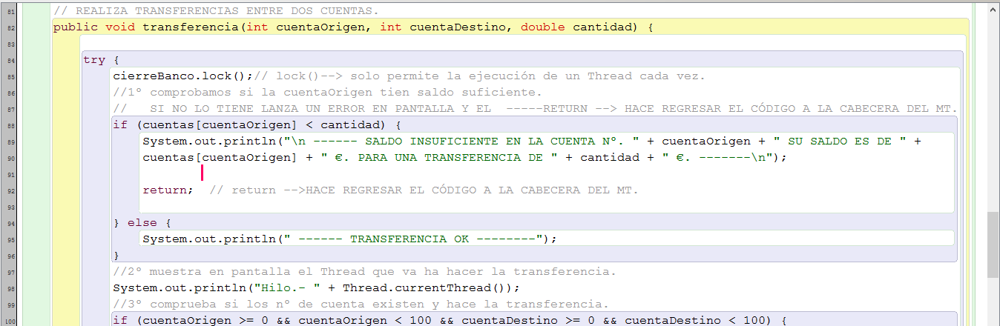 81 // REALIZA TRANSFERENCIAS ENTRE DOS CUENTAS.
82 public void transferencia(int cuentaOrigen, int cuentaDestino, double cantidad) {
83
84 try {
85 cierreBanco.lock();// lock()--> solo permite la ejecución de un Thread cada vez.
86 //1º comprobamos si la cuentaOrigen tien saldo suficiente.
87 //   SI NO LO TIENE LANZA UN ERROR EN PANTALLA Y EL  -----RETURN --> HACE REGRESAR EL CÓDIGO A LA CABECERA DEL MT.
88 if (cuentas[cuentaOrigen] < cantidad) {
89 System.out.println("\n ------ SALDO INSUFICIENTE EN LA CUENTA Nº. " + cuentaOrigen + " SU SALDO ES DE " +
90 cuentas[cuentaOrigen] + " €. PARA UNA TRANSFERENCIA DE " + cantidad + " €. -------\n");
91
92 return;  // return -->HACE REGRESAR EL CÓDIGO A LA CABECERA DEL MT.
93
94 } else {
95 System.out.println(" ------ TRANSFERENCIA OK --------");
96 }
97 //2º muestra en pantalla el Thread que va ha hacer la transferencia.
98 System.out.println("Hilo.- " + Thread.currentThread());
99 //3º comprueba si los nº de cuenta existen y hace la transferencia.
100 if (cuentaOrigen >= 0 && cuentaOrigen < 100 && cuentaDestino >= 0 && cuentaDestino < 100) {